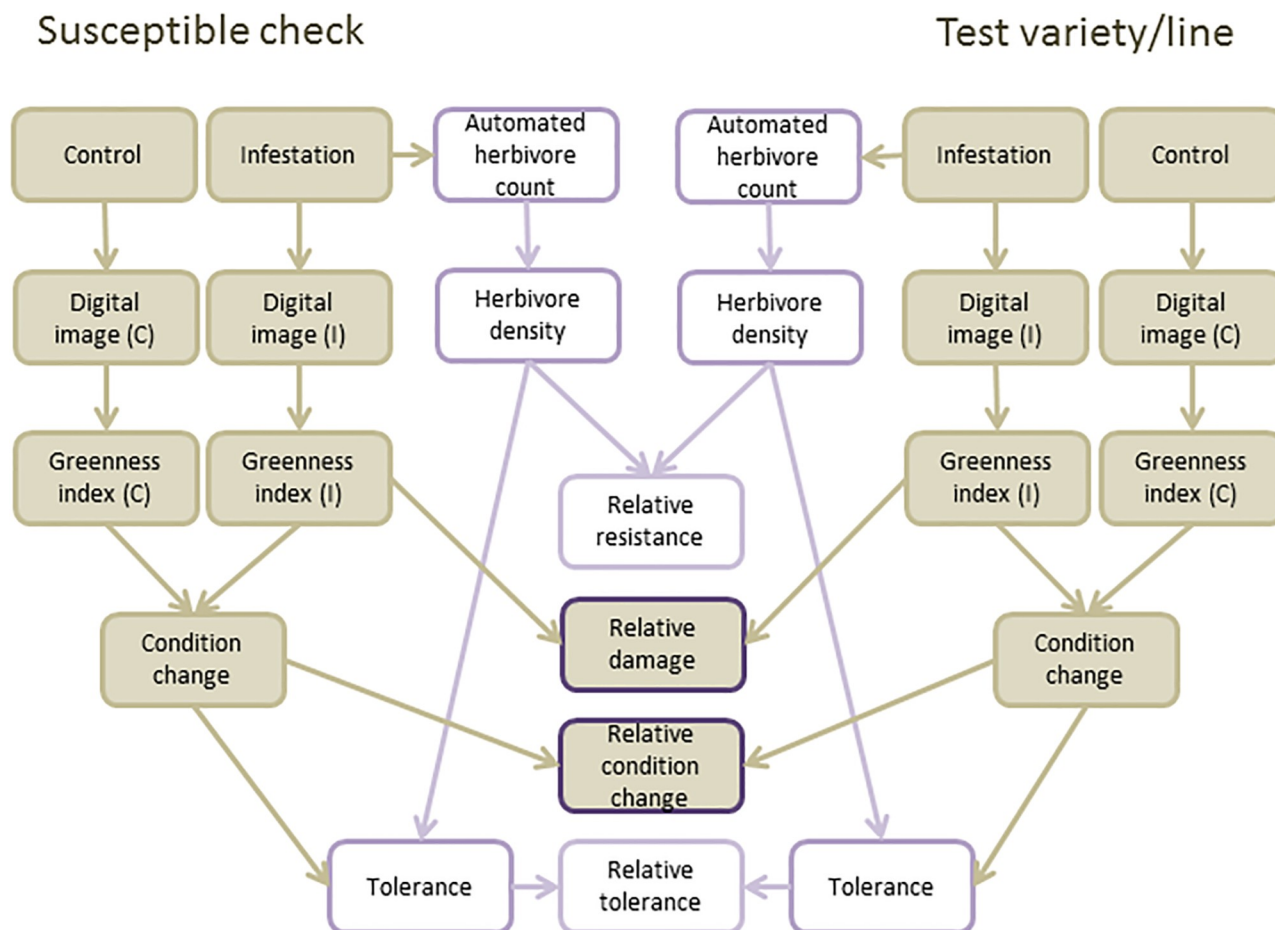 Susceptible check
Test variety/line
Control
Infestation
Automated
herbivore
count
Automated
herbivore
count
Infestation
Control
Digital
image (C)
Digital
image (I)
Herbivore
density
Herbivore
density
Digital
image (I)
Digital
image (C)
Greenness
index (C)
Greenness
index (I)
Relative
resistance
Greenness
index (I)
Greenness
index (C)
Condition
change
Relative
damage
Condition
change
Relative
condition
change
Tolerance
Relative
tolerance
Tolerance